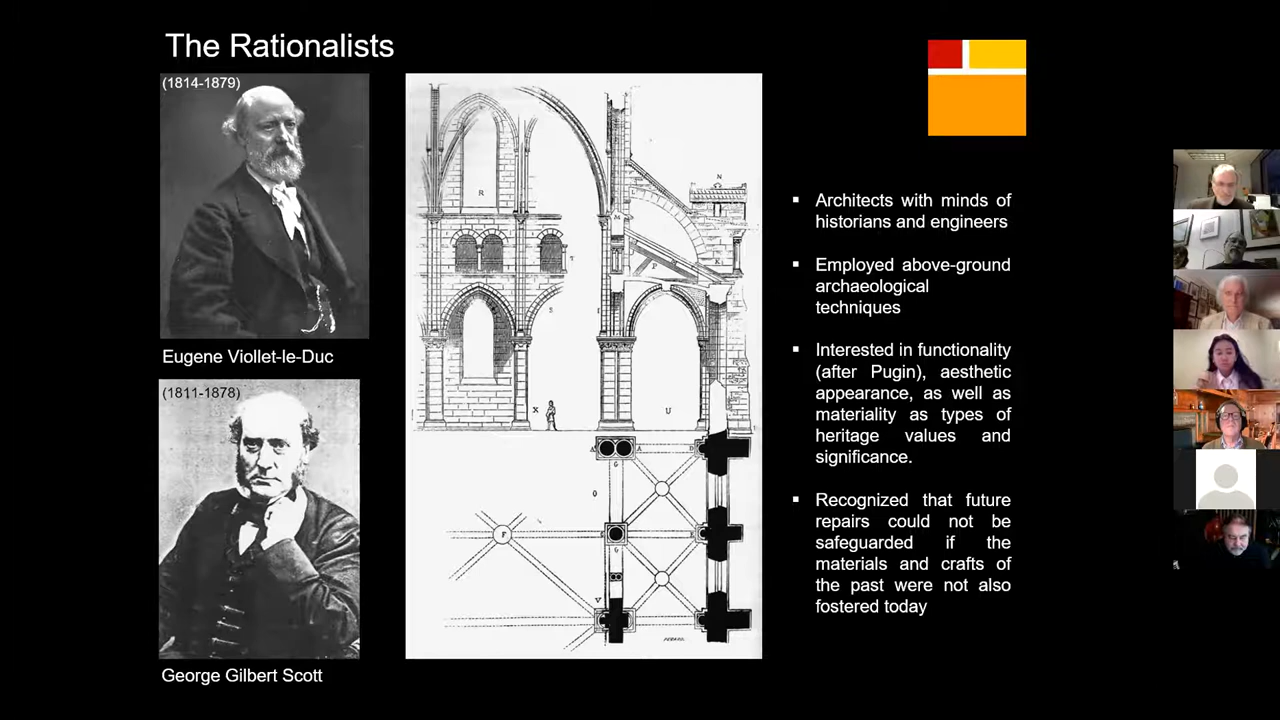 The Rationalists
(1814-1879)
Eugene Viollet-le-Duc
(1811-1878)
George Gilbert Scott
R
N
L
M
T
P
K
S
I
X
U
A
D
G
O
F
G
V
▪ Architects with minds of
historians and engineers
▪ Employed above-ground
archaeological
techniques
▪ Interested in functionality
(after Pugin), aesthetic
appearance, as well as
materiality as types of
heritage values and
significance.
▪ Recognized that future
repairs could not be
safeguarded if the
materials and crafts of
the past were not also
fostered today